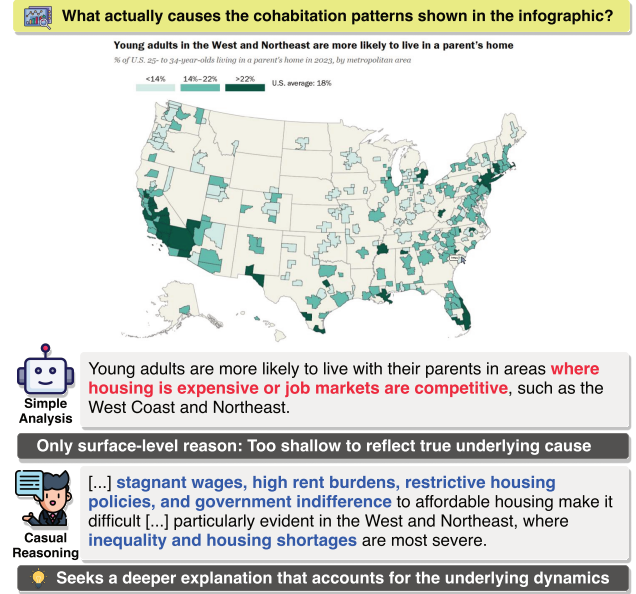 What actually causes the cohabitation patterns shown in the infographic?
Young adults in the West and Northeast are more likely to live in a parent's home
% of U.S. 25- to 34-year-olds living in a parent's home in 2023, by metropolitan area
<14% 14%–22% >22% U.S. average: 18%
Young adults are more likely to live with their parents in areas where
housing is expensive or job markets are competitive, such as the
West Coast and Northeast.
Simple
Analysis
Only surface-level reason: Too shallow to reflect true underlying cause
[...] stagnant wages, high rent burdens, restrictive housing
policies, and government indifference to affordable housing make it
difficult [...] particularly evident in the West and Northeast, where
inequality and housing shortages are most severe.
Casual
Reasoning
Seeks a deeper explanation that accounts for the underlying dynamics